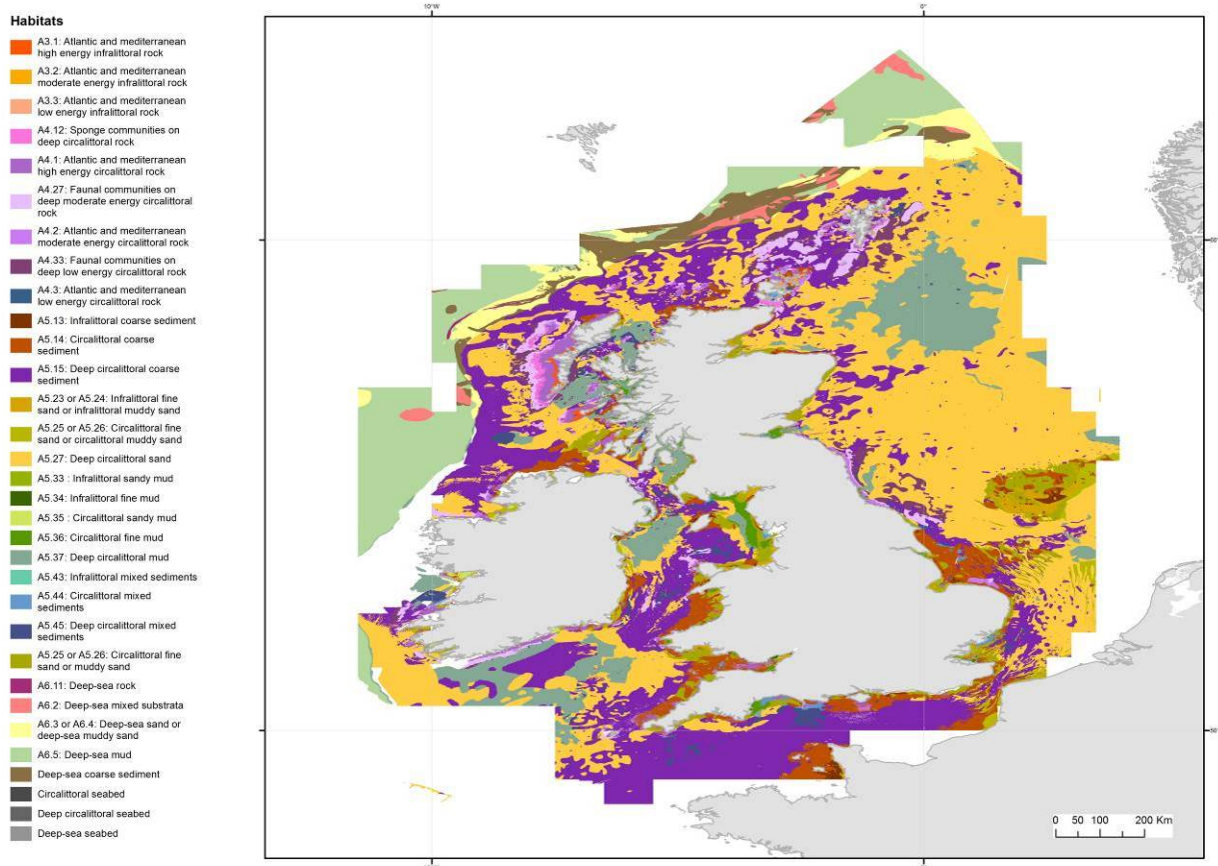 Habitats
A3.1: Atlantic and mediterranean
high energy infralittoral rock
A3.2: Atlantic and mediterranean
moderate energy infralittoral rock
A3.3: Atlantic and mediterranean
low energy infralittoral rock
A4.12: Sponge communities on
deep circalittoral rock
A4.1: Atlantic and mediterranean
high energy circalittoral rock
A4.27: Faunal communities on
deep moderate energy circalittoral
rock
A4.2: Atlantic and mediterranean
moderate energy circalittoral rock
A4.33: Faunal communities on
deep low energy circalittoral rock
A4.3: Atlantic and mediterranean
low energy circalittoral rock
A5.13: Infralittoral coarse sediment
A5.14: Circalittoral coarse
sediment
A5.15: Deep circalittoral coarse
sediment
A5.23 or A5.24: Infralittoral fine
sand or infralittoral muddy sand
A5.25 or A5.26: Circalittoral fine
sand or circalittoral muddy sand
A5.27: Deep circalittoral sand
A5.33 : Infralittoral sandy mud
A5.34: Infralittoral fine mud
A5.35 : Circalittoral sandy mud
A5.36: Circalittoral fine mud
A5.37: Deep circalittoral mud
A5.43: Infralittoral mixed sediments
A5.44: Circalittoral mixed
sediments
A5.45: Deep circalittoral mixed
sediments
A5.25 or A5.26: Circalittoral fine
sand or muddy sand
A6.11: Deep-sea rock
A6.2: Deep-sea mixed substrata
A6.3 or A6.4: Deep-sea sand or
deep-sea muddy sand
A6.5: Deep-sea mud
Deep-sea coarse sediment
Circalittoral seabed
Deep circalittoral seabed
Deep-sea seabed
10°W
0°
0 50 100 200 Km